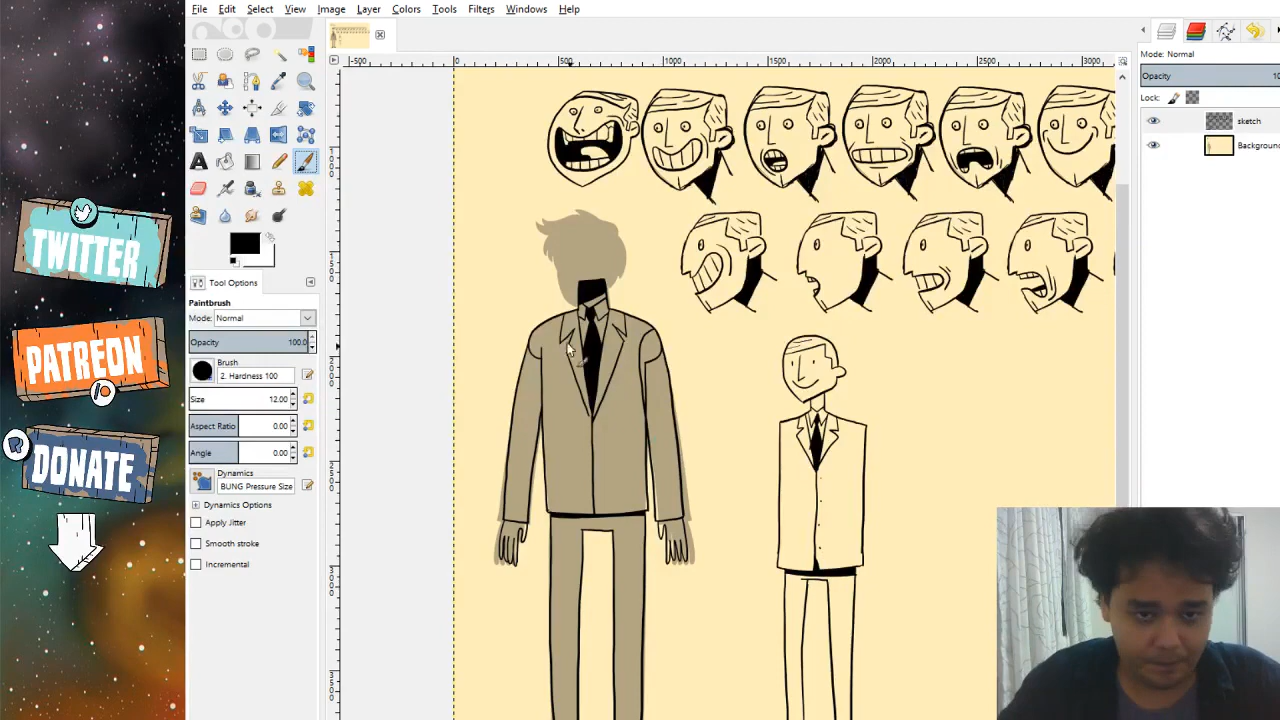 File Edit Select View Image Layer Colors Tools Filters Windows Help
Mode: Normal
Opacity 10
Lock:
sketch
Background
-500 0 500 1000 1500 2000 2500 3000
TWITTER
PATREON
DONATE
Tool Options
Paintbrush
Mode: Normal
Opacity 100.0
Brush
2. Hardness 100
Size 12.00
Aspect Ratio 0.00
Angle 0.00
Dynamics
BUNG Pressure Size
Dynamics Options
Apply Jitter
Smooth stroke
Incremental